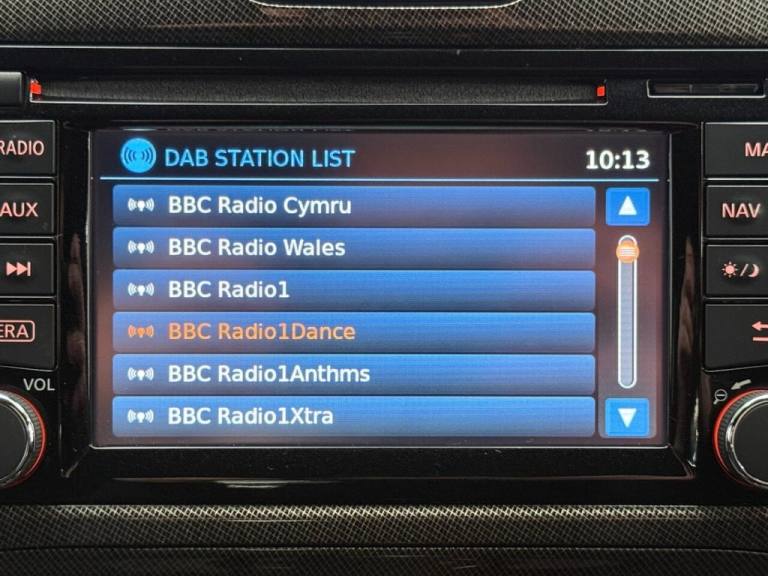 DAB STATION LIST 10:13
BBC Radio Cymru
BBC Radio Wales
BBC Radio1
BBC Radio1Dance
BBC Radio1Anthms
BBC Radio1Xtra
RADIO
AUX
ERA
VOL
MA
NAV